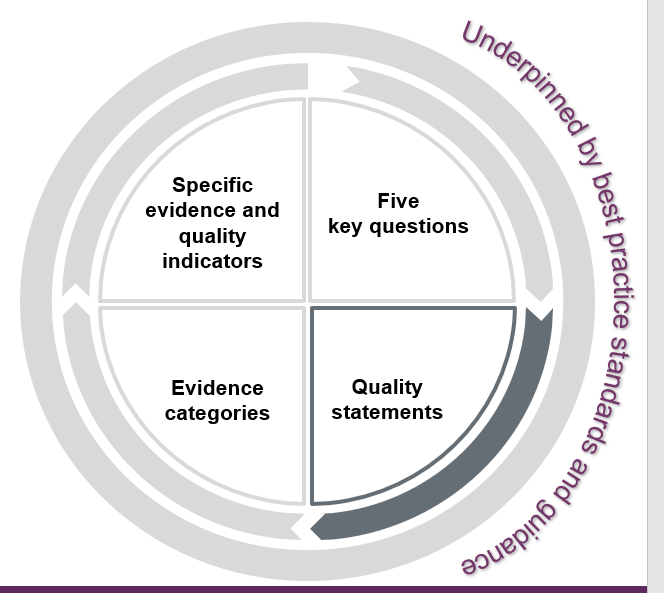 Specific
evidence and
quality
indicators
Five
key questions
Evidence
categories
Quality
statements
Underpinned by best practice standards and guidance